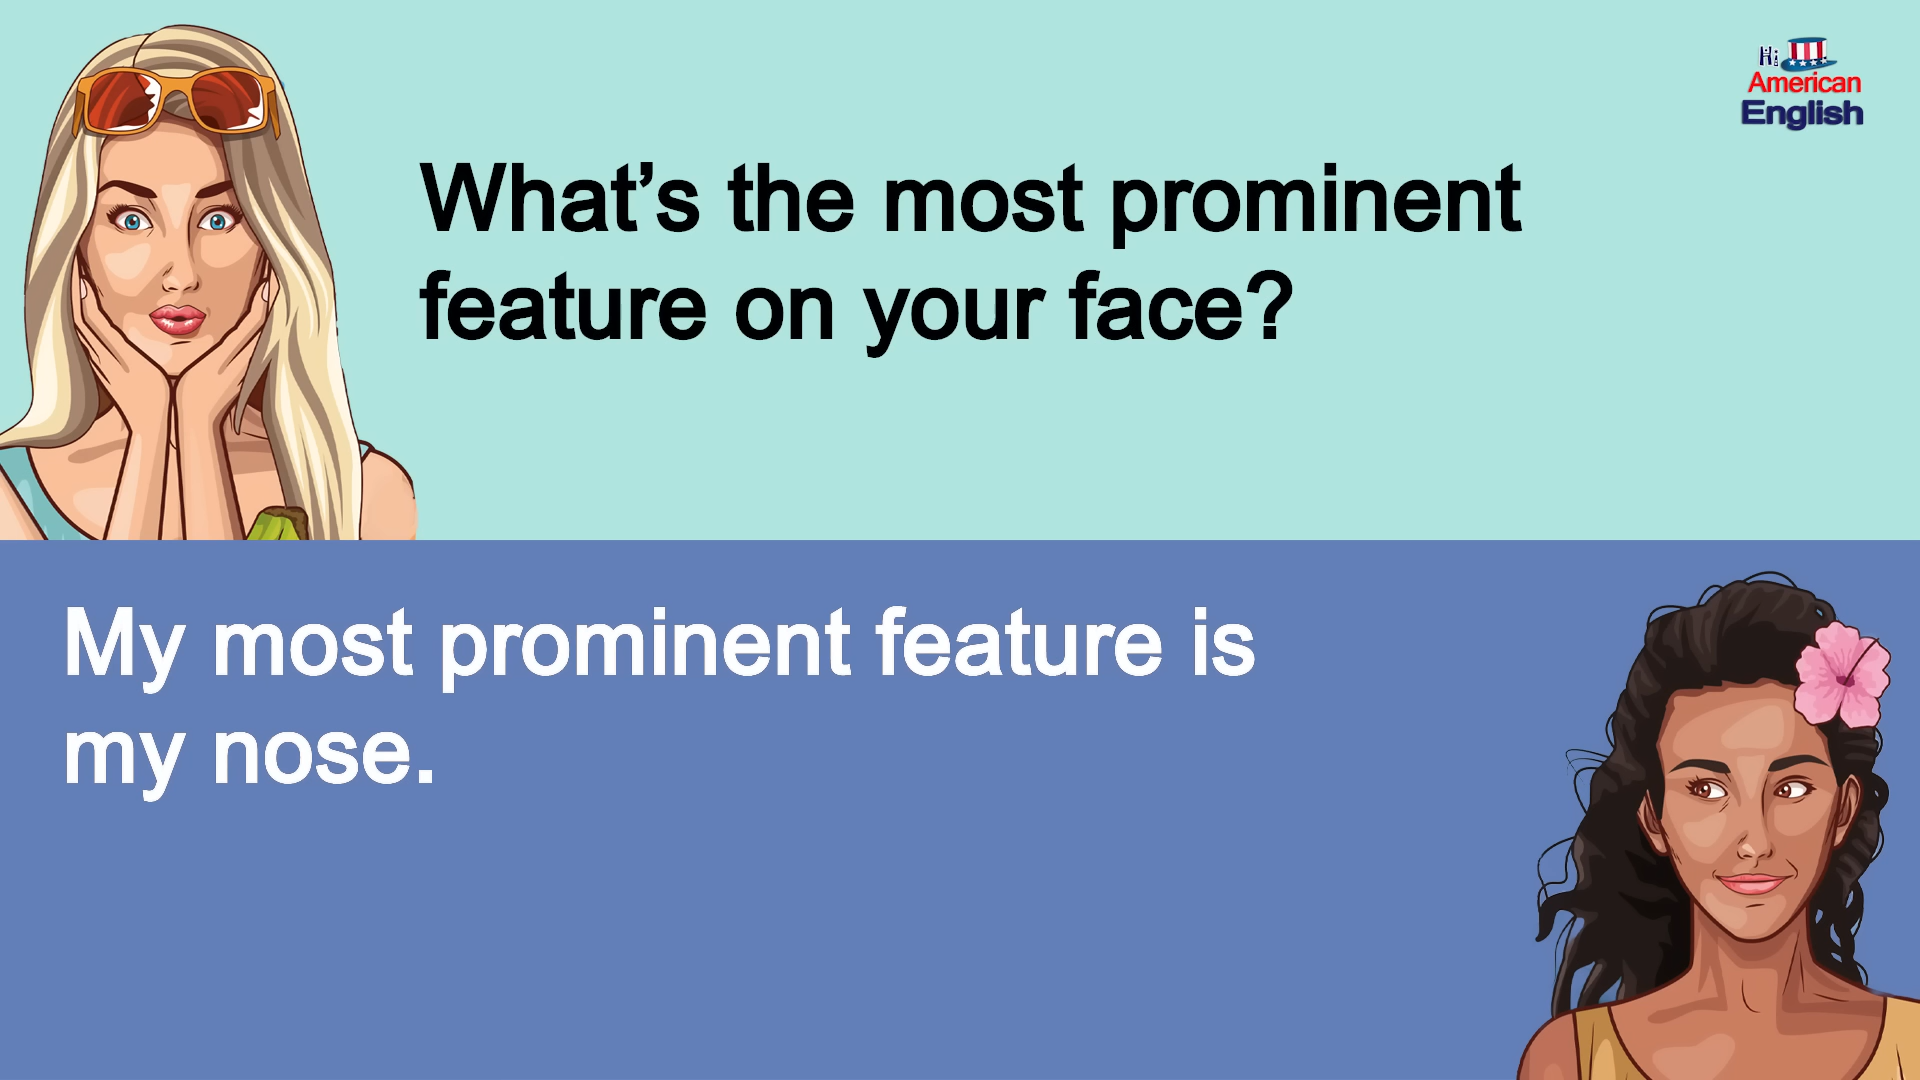 Hi
American
English
What’s the most prominent
feature on your face?
My most prominent feature is
my nose.